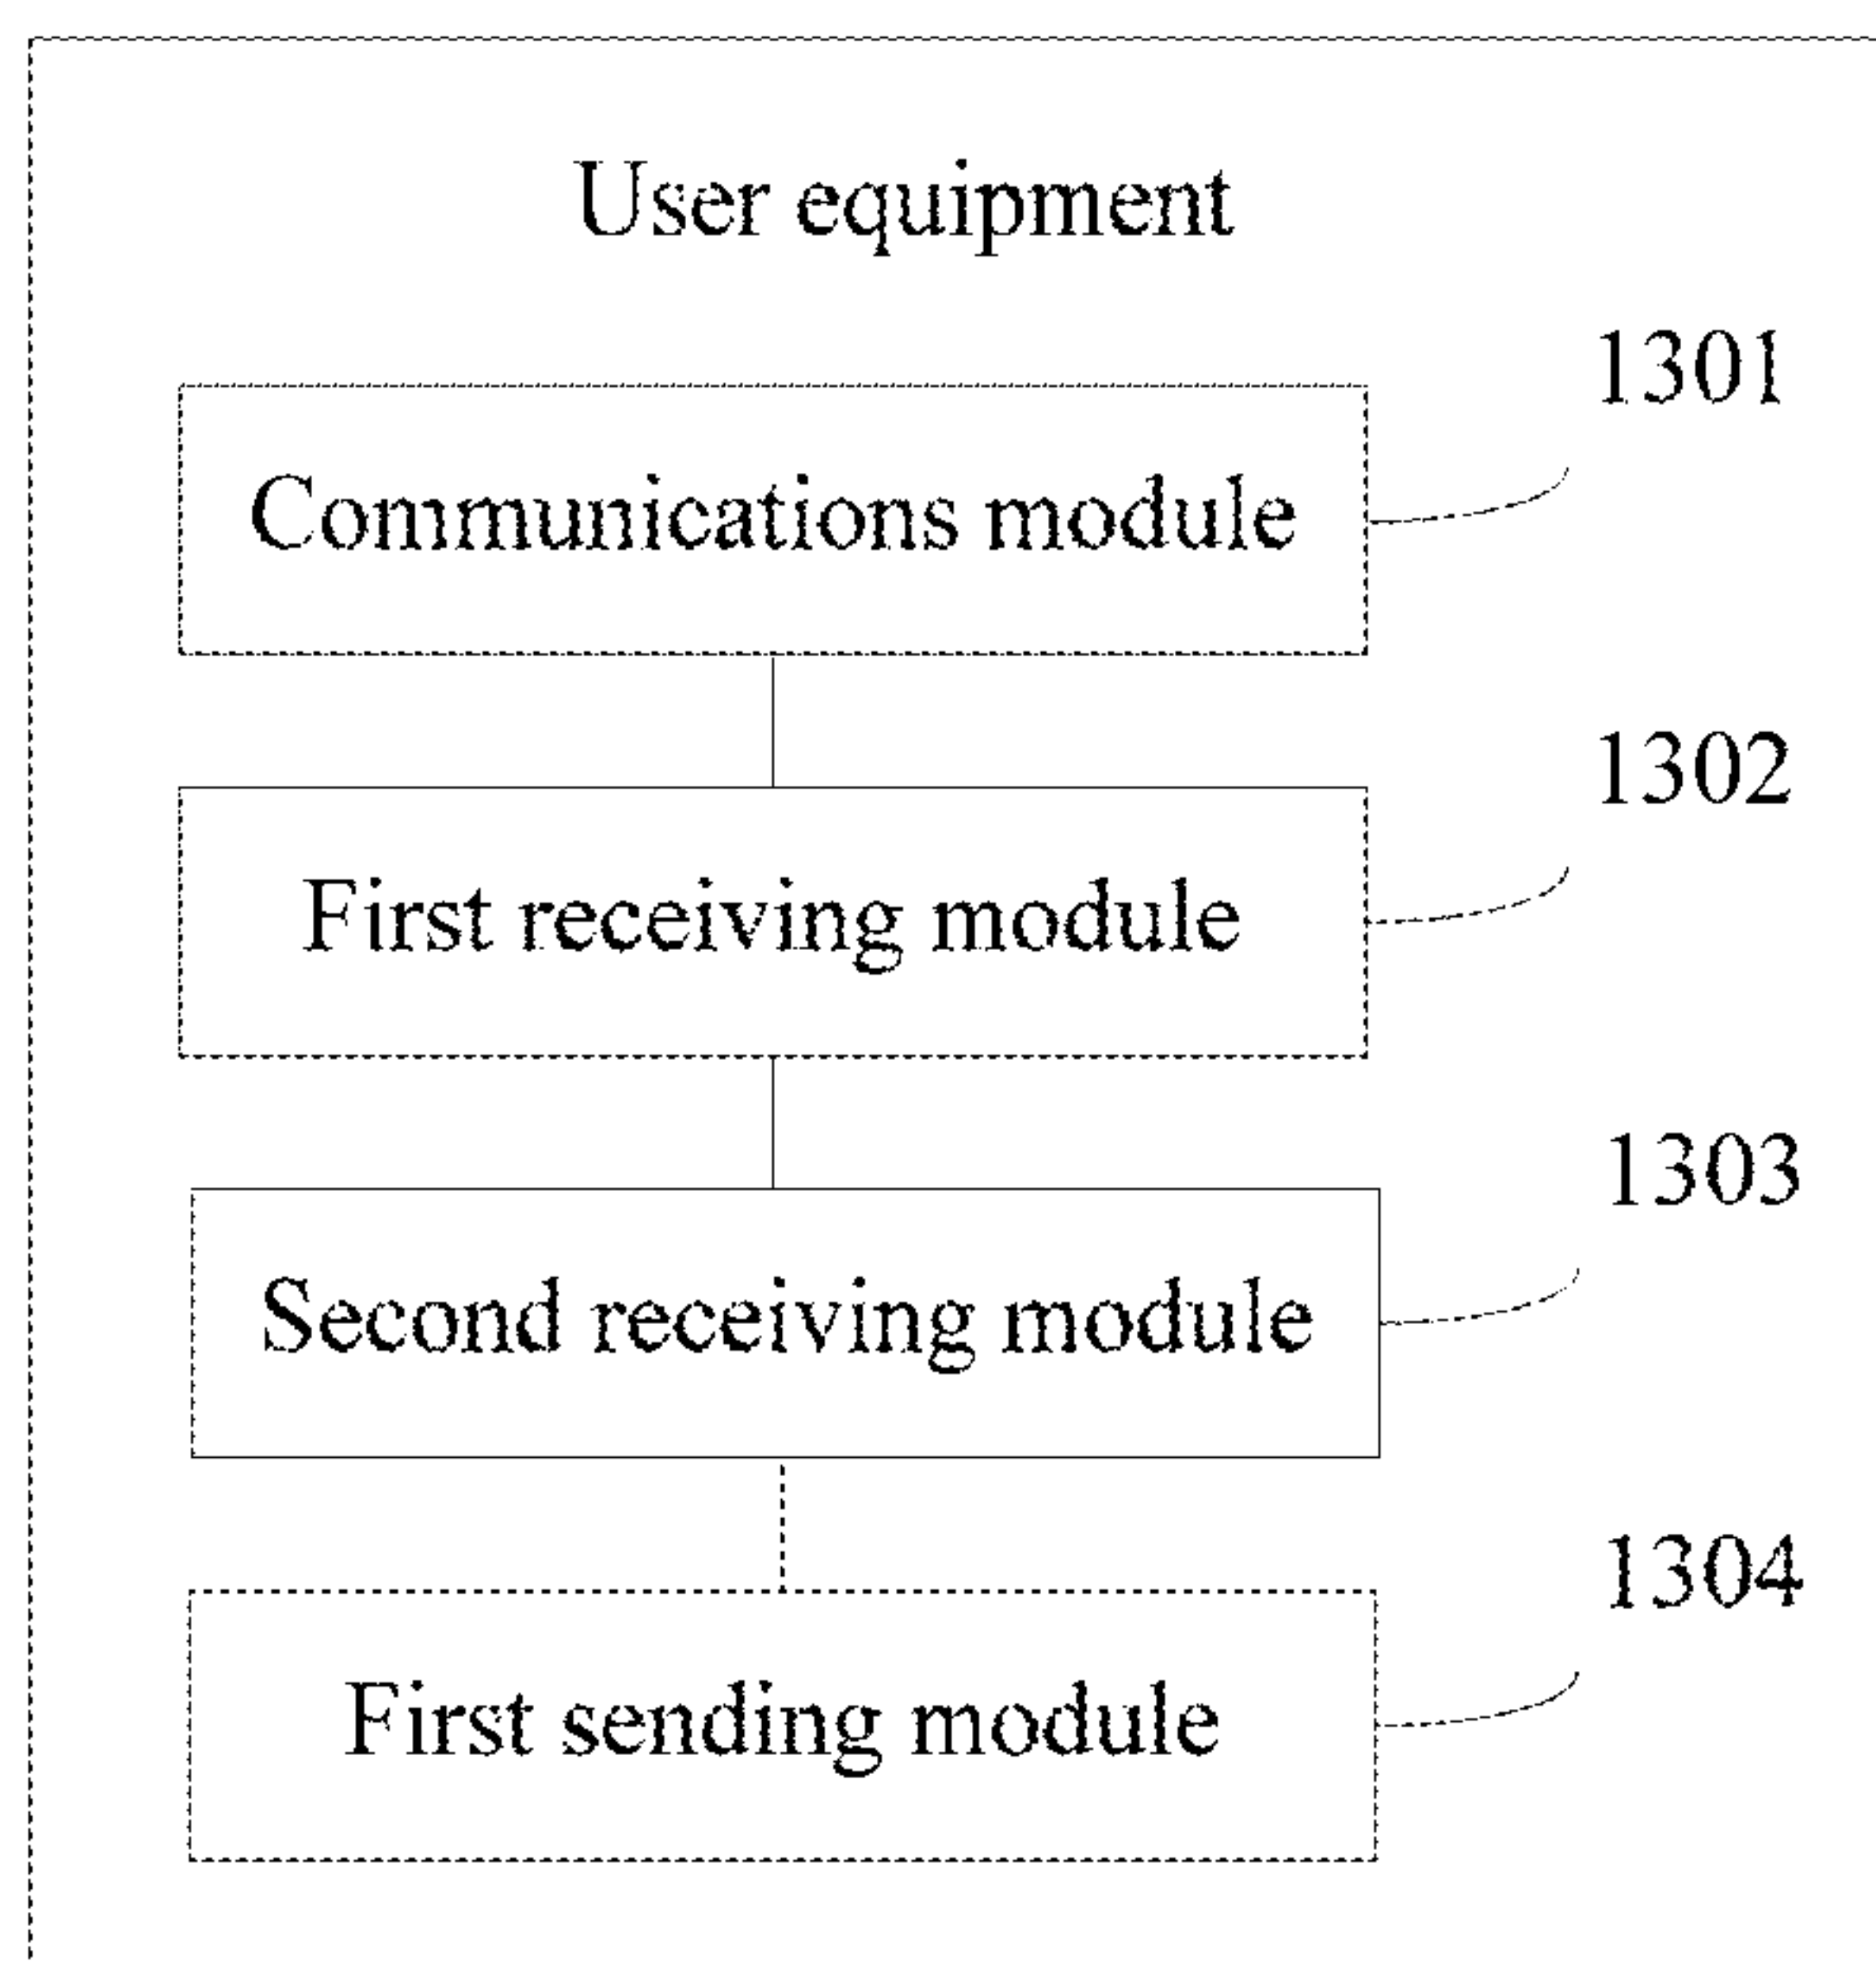 User equipment
1301
Communications module
1302
First receiving module
1303
Second receiving module
1304
First sending module